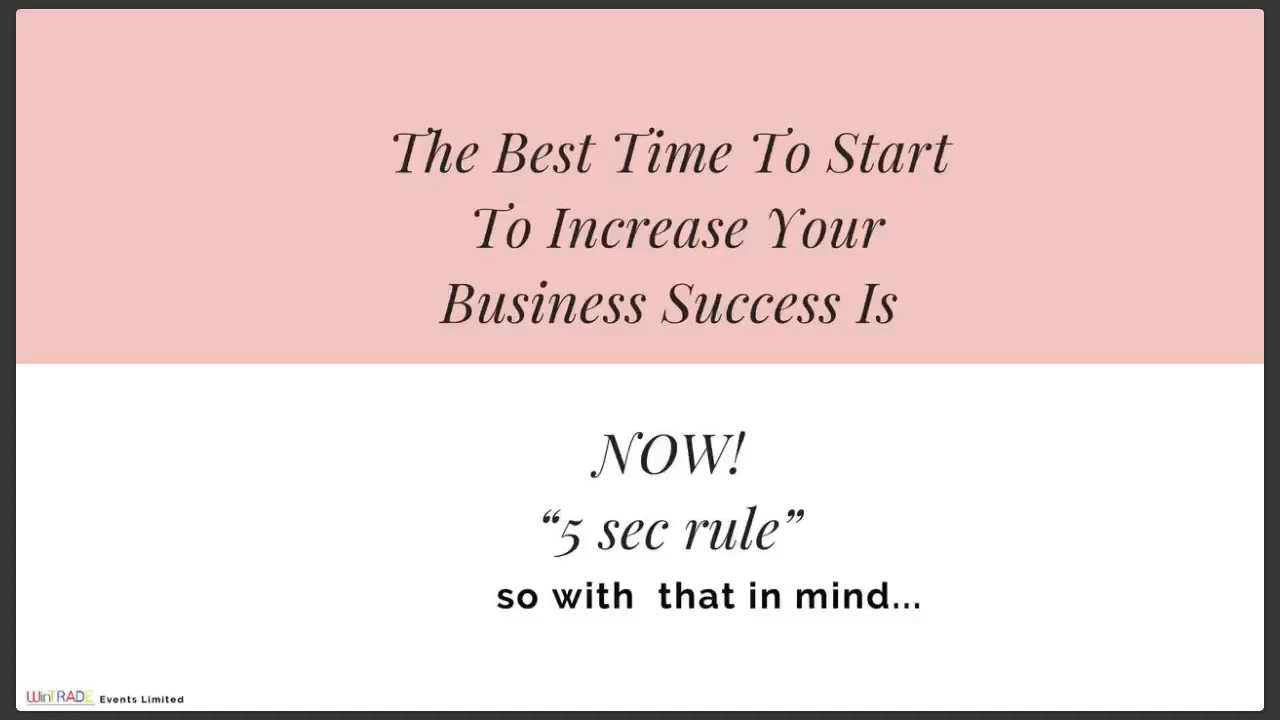 The Best Time To Start
To Increase Your
Business Success Is
NOW!
“5 sec rule”
so with that in mind...
WinTRADE Events Limited